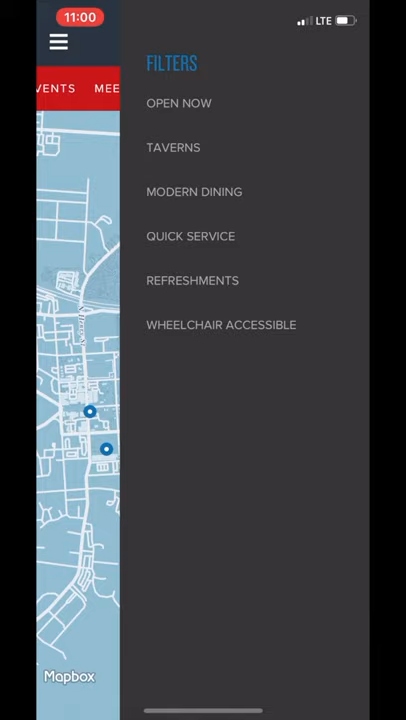 11:00
LTE
VENTS MEE
FILTERS
OPEN NOW
TAVERNS
MODERN DINING
QUICK SERVICE
REFRESHMENTS
WHEELCHAIR ACCESSIBLE
Mapbox